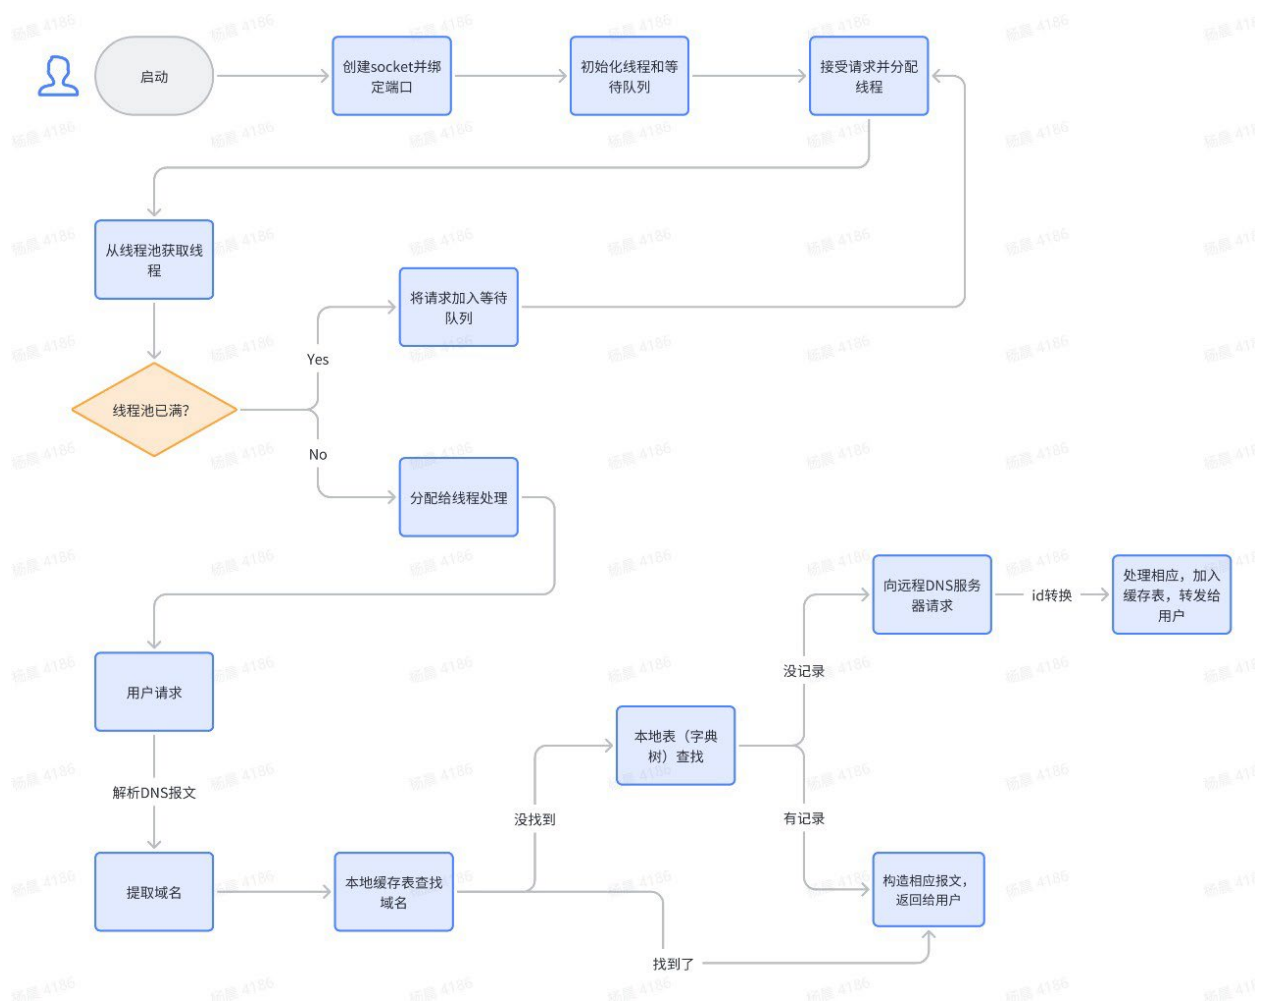 启动
创建socket并绑
定端口
初始化线程和等
待队列
接受请求并分配
线程
从线程池获取线
程
将请求加入等待
队列
Yes
线程池已满?
No
分配给线程处理
向远程DNS服务
器请求
id转换
处理相应，加入
缓存表，转发给
用户
没记录
用户请求
本地表（字典
树）查找
解析DNS报文
没找到
有记录
提取域名
本地缓存表查找
域名
构造相应报文，
返回给用户
找到了
杨晨 4186